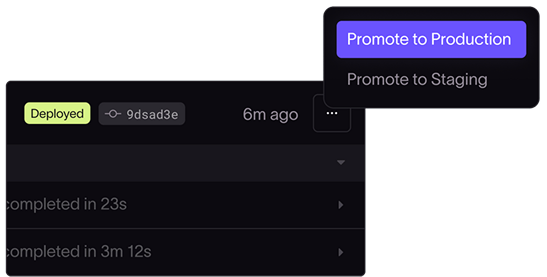 Promote to Production
Promote to Staging
Deployed 9dsad3e 6m ago ...
completed in 23s
completed in 3m 12s